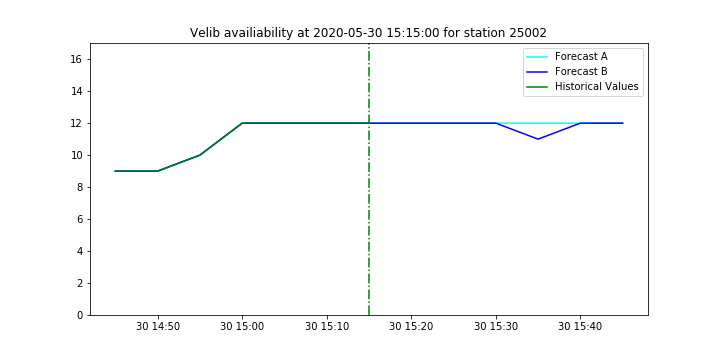 Velib availiability at 2020-05-30 15:15:00 for station 25002
Forecast A
Forecast B
Historical Values
16
14
12
10
8
6
4
2
0
30 14:50 30 15:00 30 15:10 30 15:20 30 15:30 30 15:40